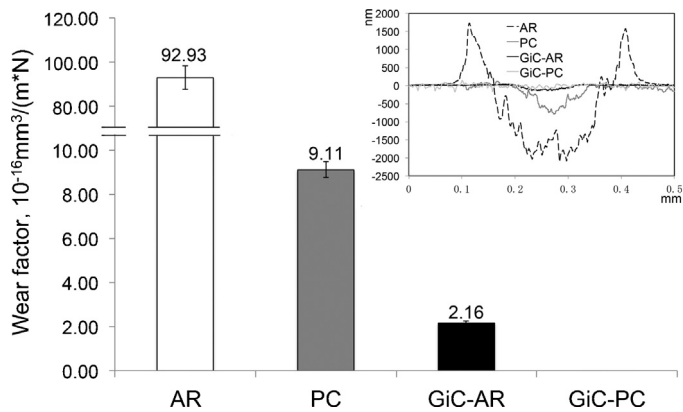 Wear factor, 10⁻¹⁶mm³/(m*N)
100.00
80.00
10.00
8.00
6.00
4.00
2.00
0.00
92.93
9.11
2.16
AR
PC
GiC-AR
GiC-PC
nm
2000
1500
1000
500
0
-500
-1000
-1500
-2000
-2500
0
0.1
0.2
0.3
0.4
0.5
mm
AR
PC
GiC-AR
GiC-PC